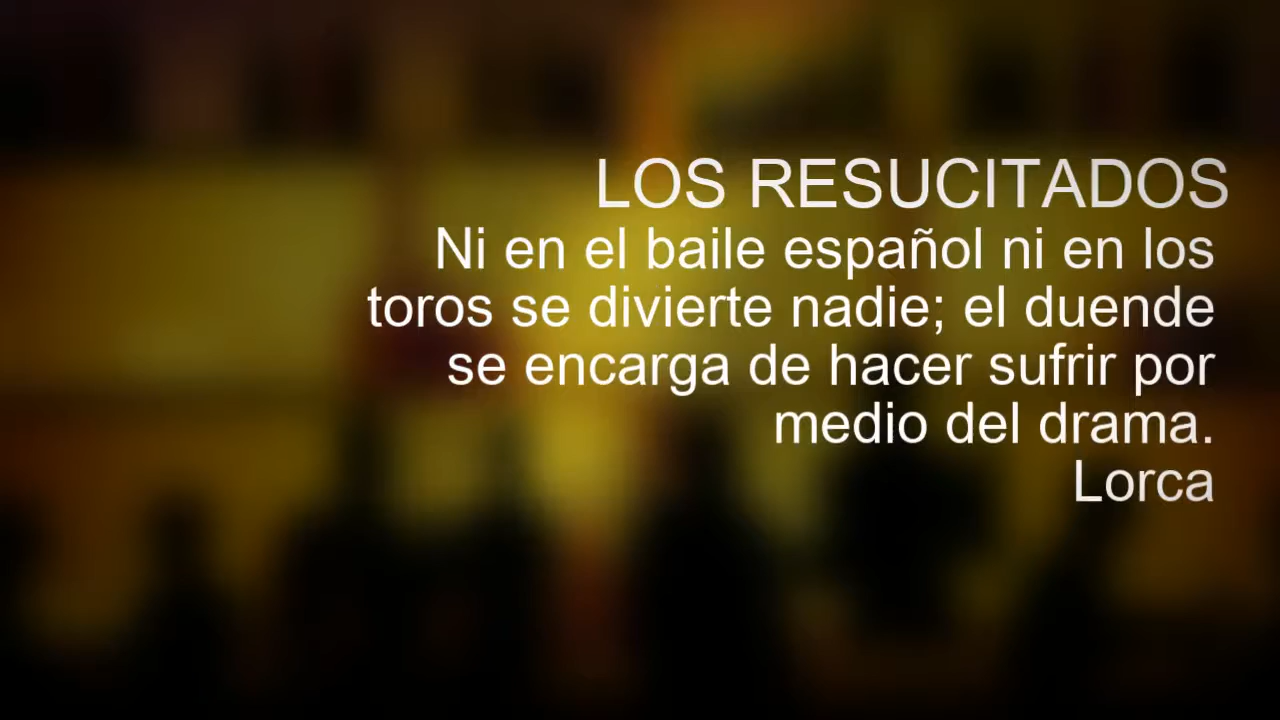 LOS RESUCITADOS
Ni en el baile español ni en los
toros se divierte nadie; el duende
se encarga de hacer sufrir por
medio del drama.
Lorca